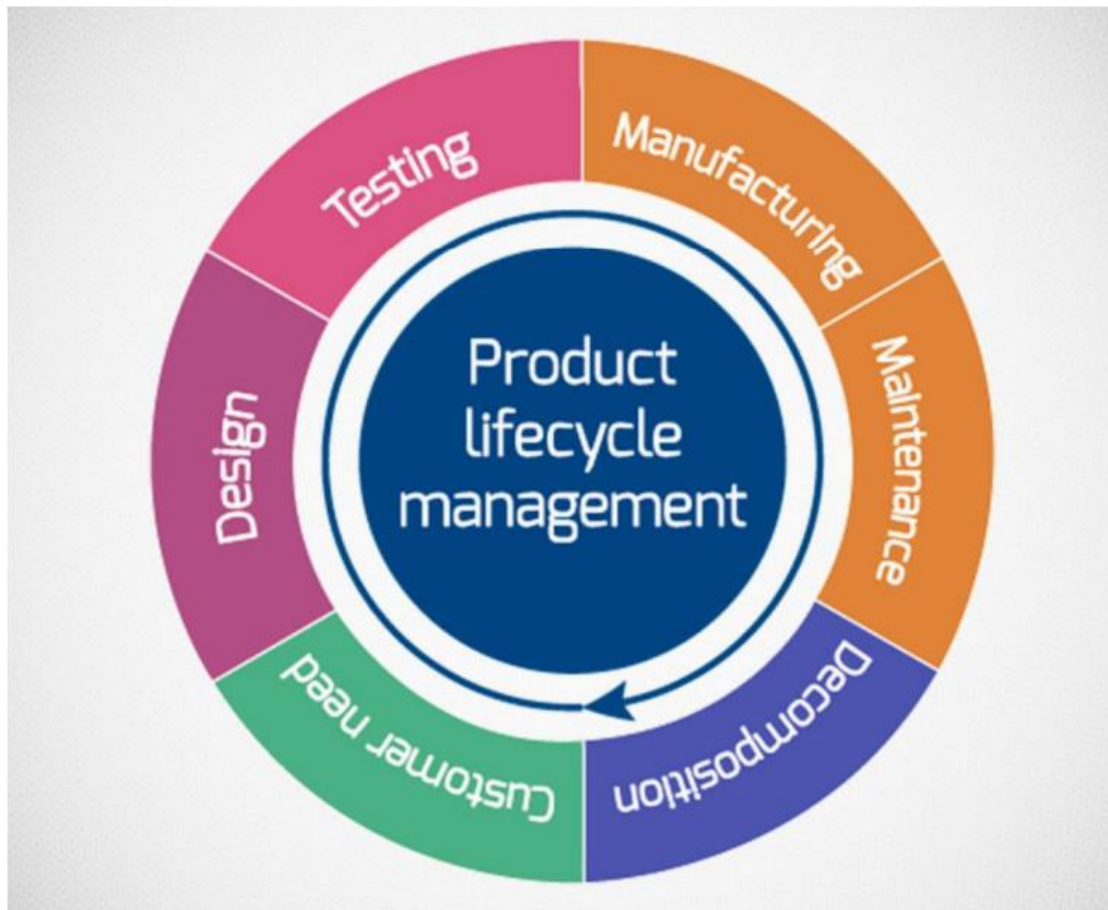 Product
lifecycle
management
Testing
Manufacturing
Maintenance
Decomposition
Customer need
Design